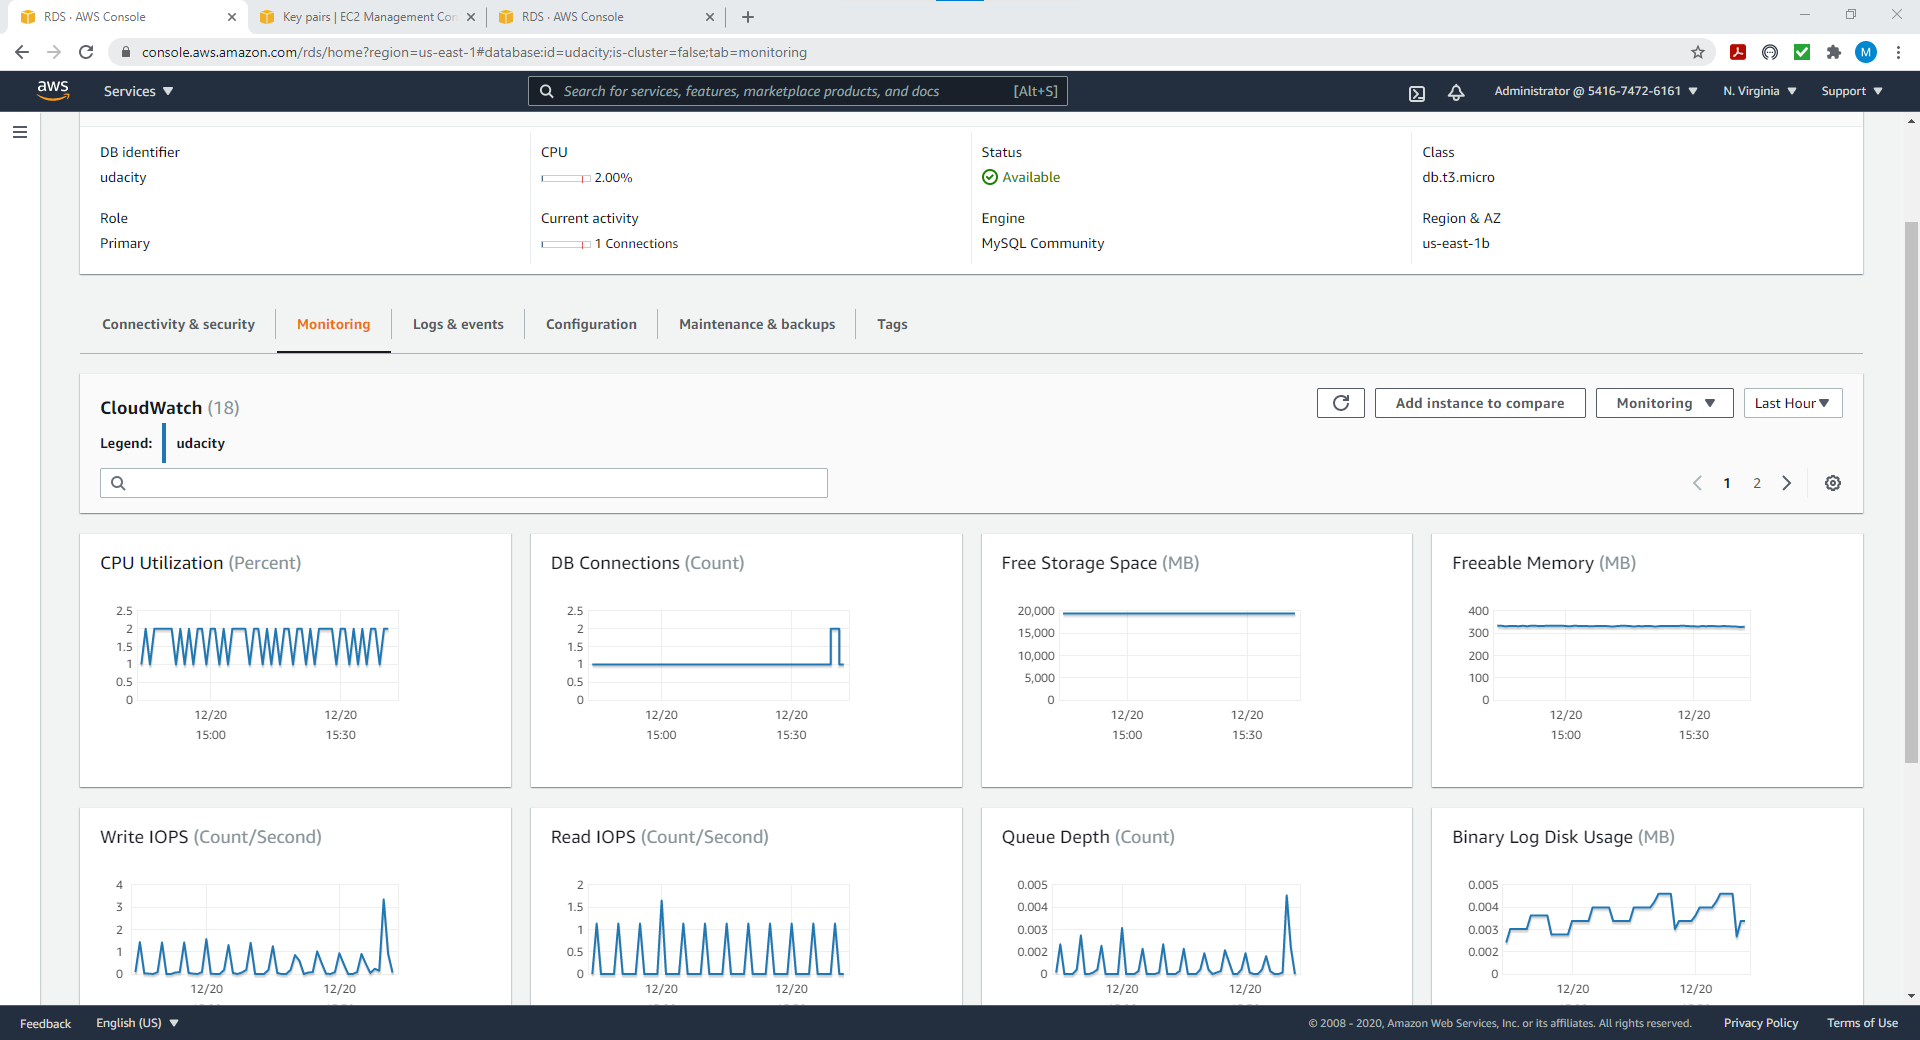 RDS · AWS Console
Key pairs | EC2 Management Con
RDS · AWS Console
console.aws.amazon.com/rds/home?region=us-east-1#database:id=udacity;is-cluster=false;tab=monitoring
M
aws
Services
Search for services, features, marketplace products, and docs
[Alt+S]
Administrator @ 5416-7472-6161
N. Virginia
Support
DB identifier
udacity
CPU
2.00%
Status
Available
Class
db.t3.micro
Role
Primary
Current activity
1 Connections
Engine
MySQL Community
Region & AZ
us-east-1b
Connectivity & security
Monitoring
Logs & events
Configuration
Maintenance & backups
Tags
CloudWatch (18)
Add instance to compare
Monitoring
Last Hour
Legend:
udacity
1
2
CPU Utilization (Percent)
2.5
2
1.5
1
0.5
0
12/20
15:00
12/20
15:30
DB Connections (Count)
2.5
2
1.5
1
0.5
0
12/20
15:00
12/20
15:30
Free Storage Space (MB)
20,000
15,000
10,000
5,000
0
12/20
15:00
12/20
15:30
Freeable Memory (MB)
400
300
200
100
0
12/20
15:00
12/20
15:30
Write IOPS (Count/Second)
4
3
2
1
0
12/20
12/20
Read IOPS (Count/Second)
2
1.5
1
0.5
0
12/20
12/20
Queue Depth (Count)
0.005
0.004
0.003
0.002
0
12/20
12/20
Binary Log Disk Usage (MB)
0.005
0.004
0.003
0.002
0
12/20
12/20
Feedback
English (US)
© 2008 - 2020, Amazon Web Services, Inc. or its affiliates. All rights reserved.
Privacy Policy
Terms of Use